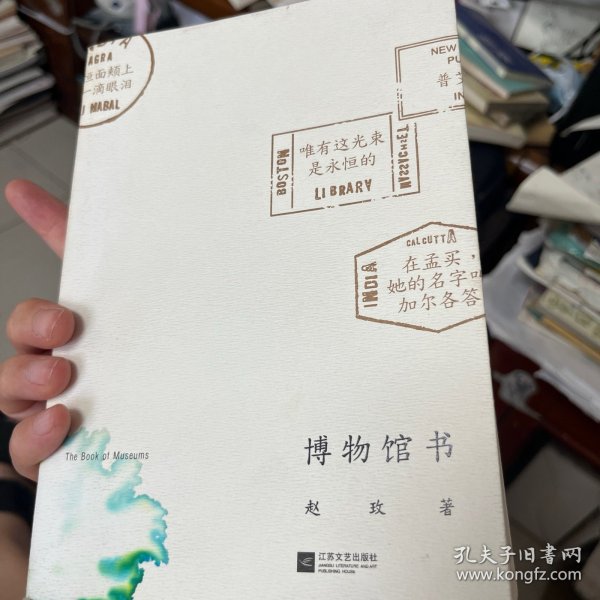 AGRA
恒面颊上
一滴眼泪
I MAHAL
NEW
PU
普
IN
BOSTON
唯有这光束
是永恒的
LIBRARY
MASSACHSET
CALCUTTA
INDIA
在孟买，
她的名字叫
加尔各答
博物馆书
The Book of Museums
赵玫 著
江苏文艺出版社
JIANGSU LITERATURE AND ART
PUBLISHING HOUSE
孔夫子旧书网
www.kongfz.com